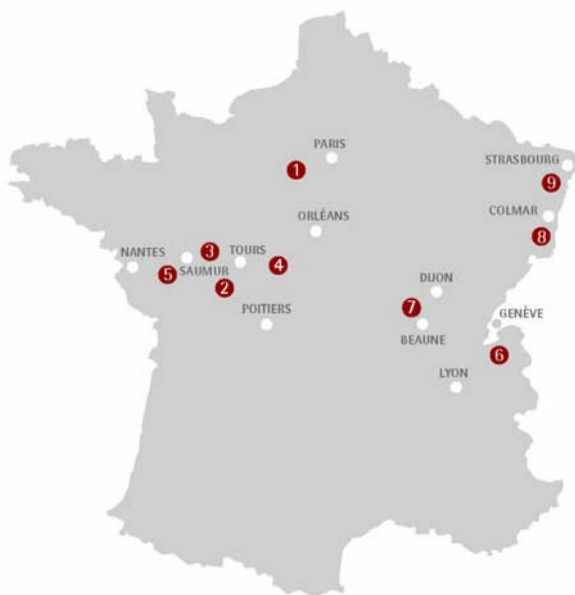 PARIS
1
STRASBOURG
9
COLMAR
8
ORLÉANS
3
NANTES
TOURS
4
5
SAUMUR
2
DIJON
7
GENÈVE
POITIERS
BEAUNE
6
LYON